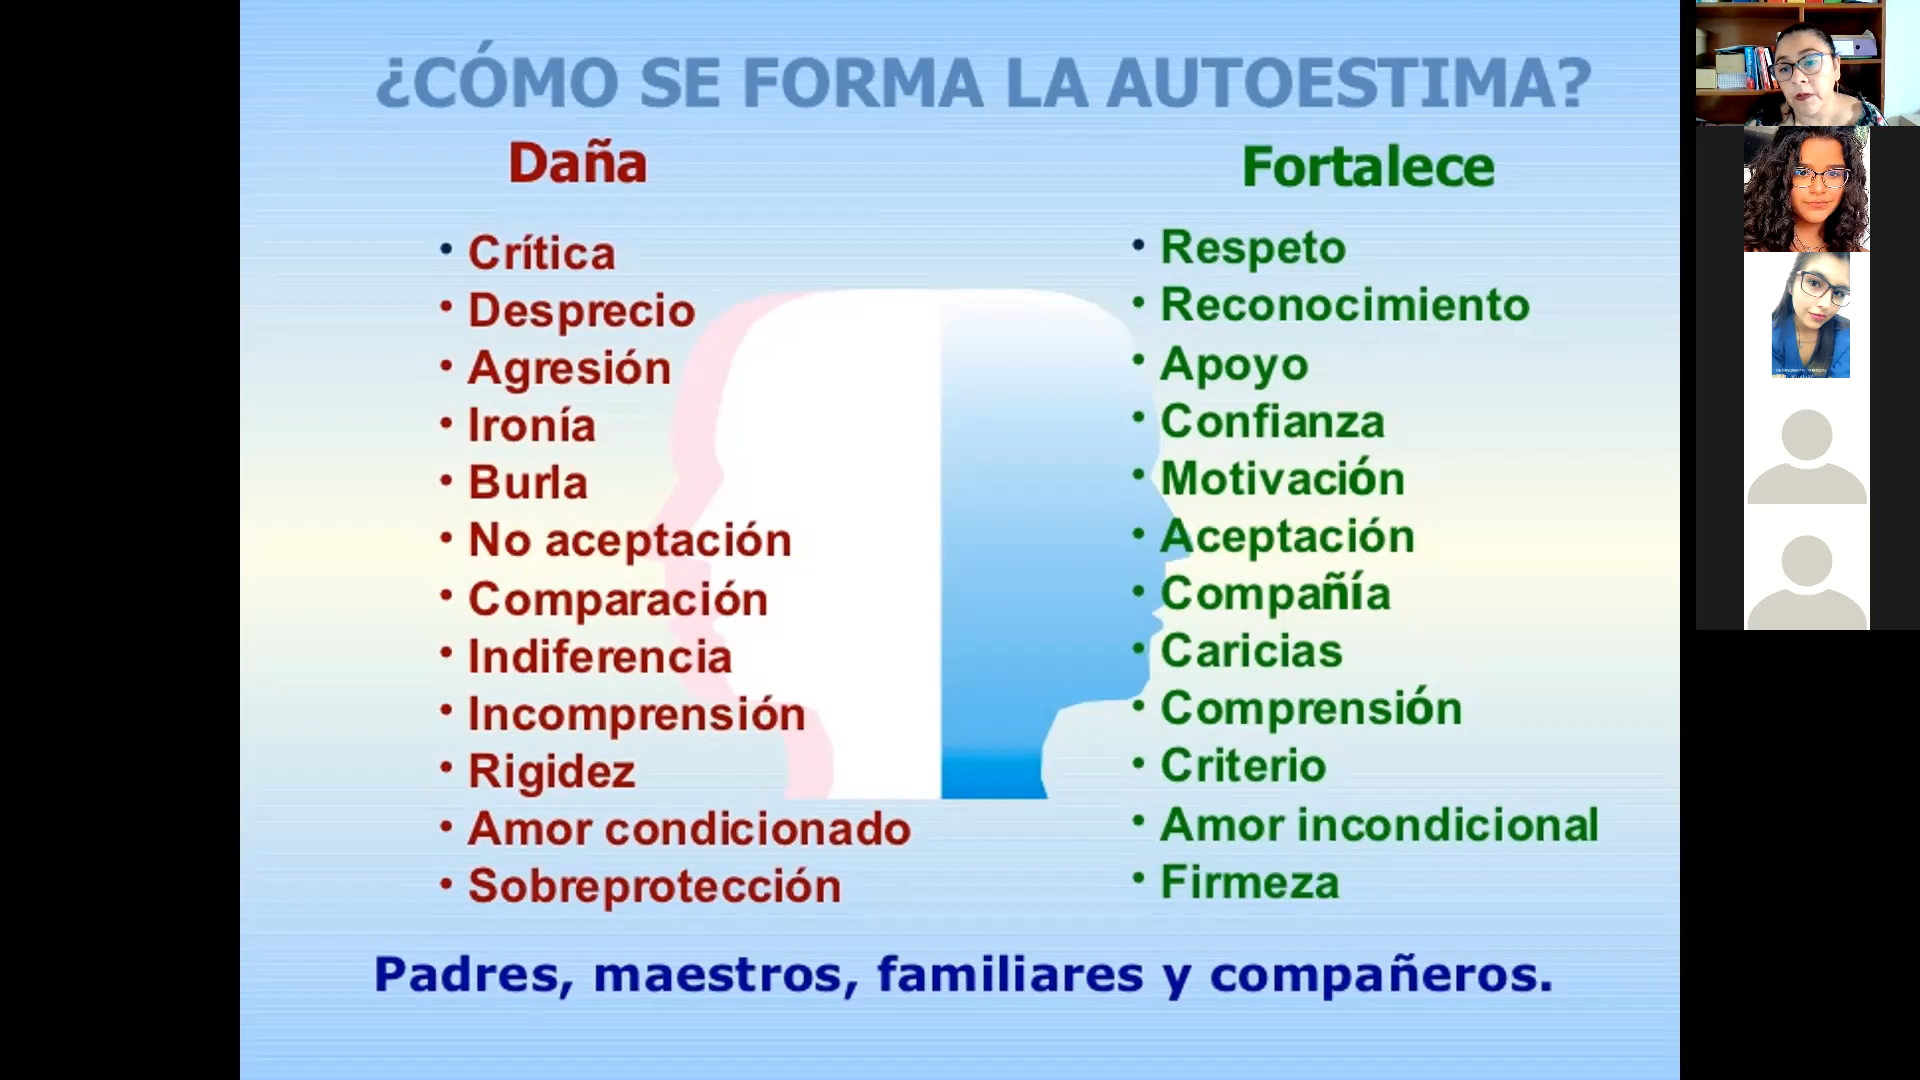 ¿CÓMO SE FORMA LA AUTOESTIMA?
Daña
• Crítica
• Desprecio
• Agresión
• Ironía
• Burla
• No aceptación
• Comparación
• Indiferencia
• Incomprensión
• Rigidez
• Amor condicionado
• Sobreprotección
Fortalece
• Respeto
• Reconocimiento
• Apoyo
• Confianza
• Motivación
• Aceptación
• Compañía
• Caricias
• Comprensión
• Criterio
• Amor incondicional
• Firmeza
Padres, maestros, familiares y compañeros.